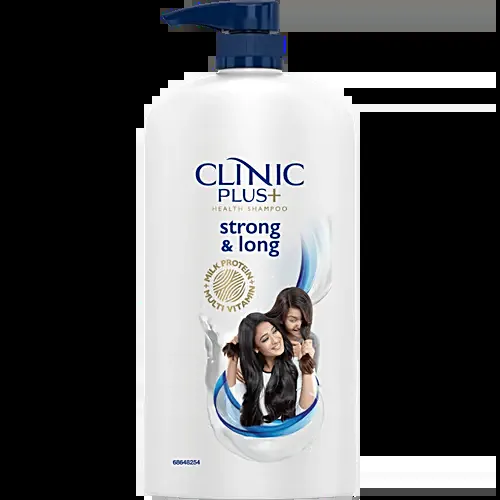 CLINIC
PLUS+
HEALTH SHAMPOO
strong
& long
+ MILK PROTEIN +
MULTI VITAMIN
68648254